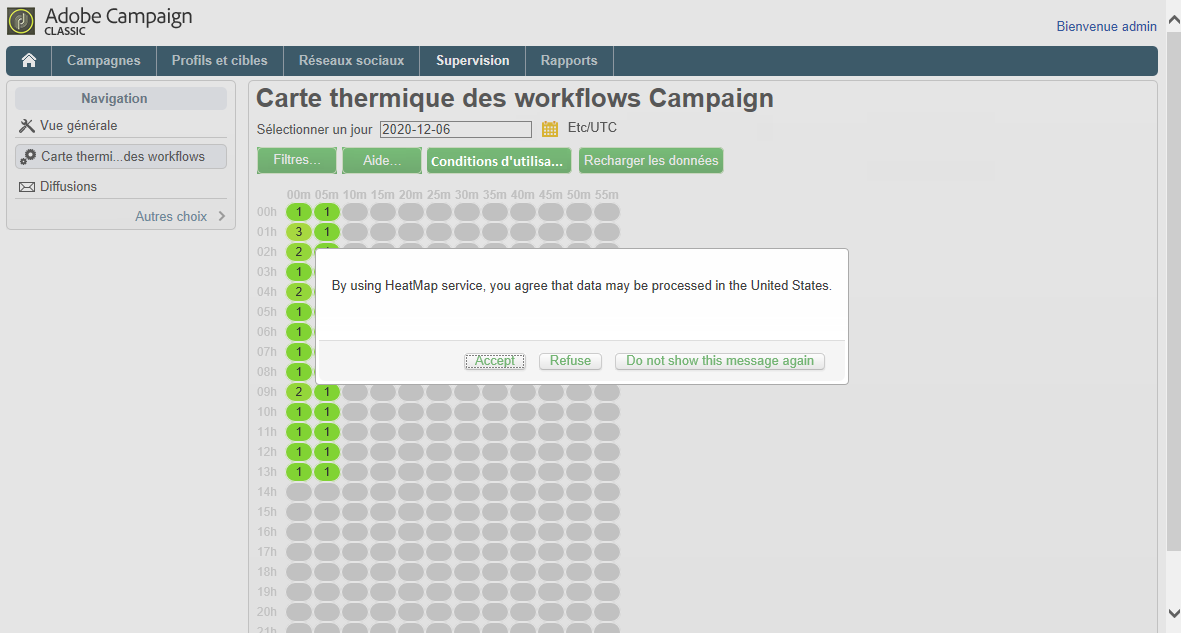 Adobe Campaign
CLASSIC
Bienvenue admin
Campagnes Profils et cibles Réseaux sociaux Supervision Rapports
Navigation
Vue générale
Carte thermi...des workflows
Diffusions
Autres choix
Carte thermique des workflows Campaign
Sélectionner un jour 2020-12-06 Etc/UTC
Filtres... Aide... Conditions d'utilisa... Recharger les données
00m 05m 10m 15m 20m 25m 30m 35m 40m 45m 50m 55m
00h 1 1
01h 3 1
02h 2
03h 1
04h 2
05h 1
06h 1
07h 1
08h 1
By using HeatMap service, you agree that data may be processed in the United States.
Accept Refuse Do not show this message again
09h 2 1
10h 1 1
11h 1 1
12h 1 1
13h 1 1
14h
15h
16h
17h
18h
19h
20h
21h